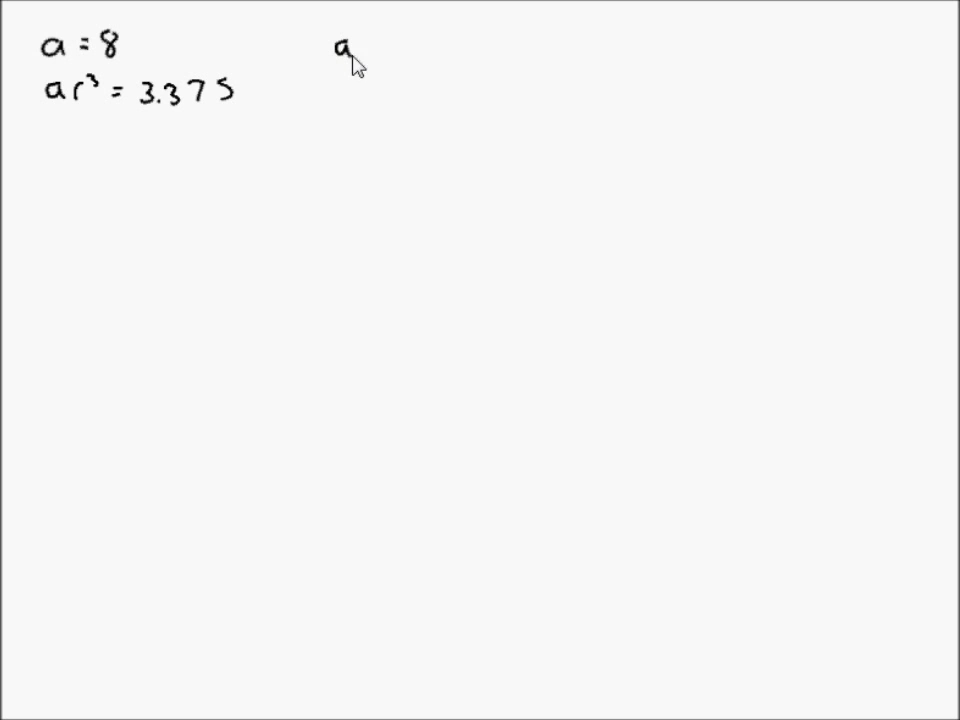 a = 8
a
ar³ = 3.375